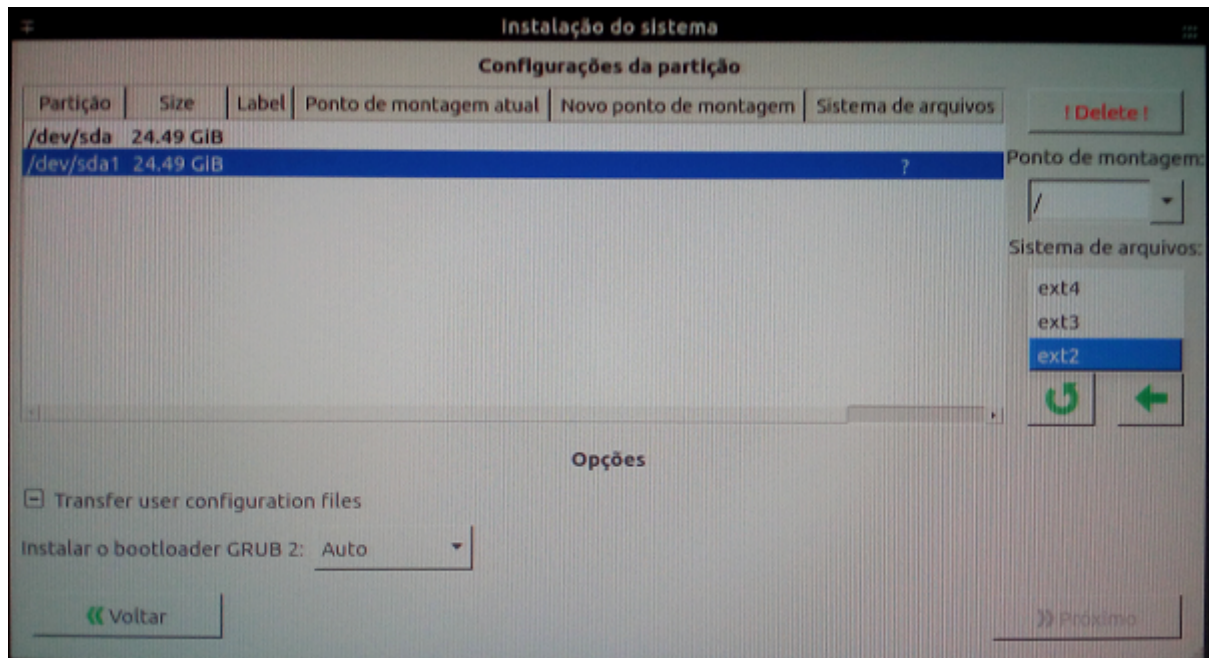 Instalação do sistema
Configurações da partição
Partição Size Label Ponto de montagem atual Novo ponto de montagem Sistema de arquivos
! Delete !
/dev/sda 24.49 GiB
/dev/sda1 24.49 GiB ?
Ponto de montagem:
/
Sistema de arquivos:
ext4
ext3
ext2
Opções
Transfer user configuration files
Instalar o bootloader GRUB 2: Auto
Voltar
Próximo